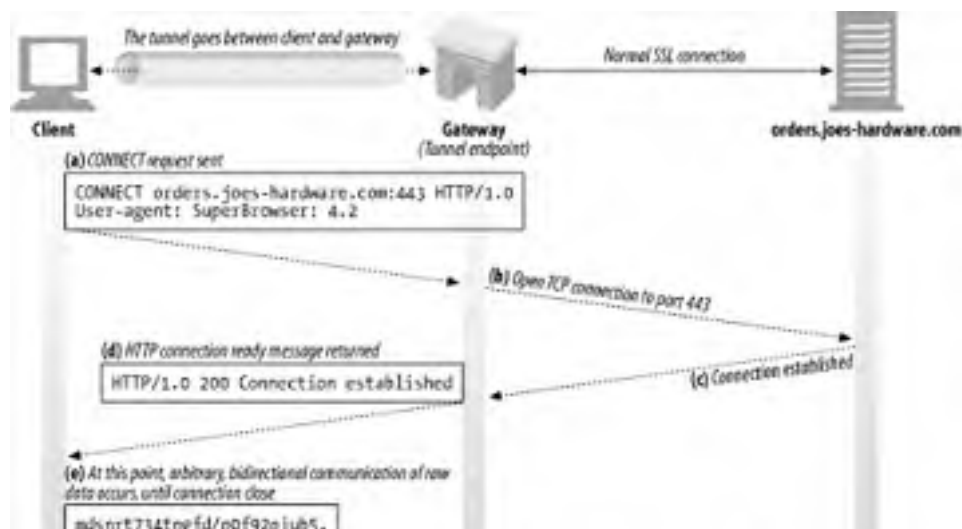 The tunnel goes between client and gateway
Normal SSL connection
Client
Gateway
(Tunnel endpoint)
orders.joes-hardware.com
(a) CONNECT request sent
CONNECT orders.joes-hardware.com:443 HTTP/1.0
User-agent: SuperBrowser: 4.2
(b) Open TCP connection to port 443
(d) HTTP connection ready message returned
HTTP/1.0 200 Connection established
(c) Connection established
(e) At this point, arbitrary, bidirectional communication of raw
data occurs, until connection close